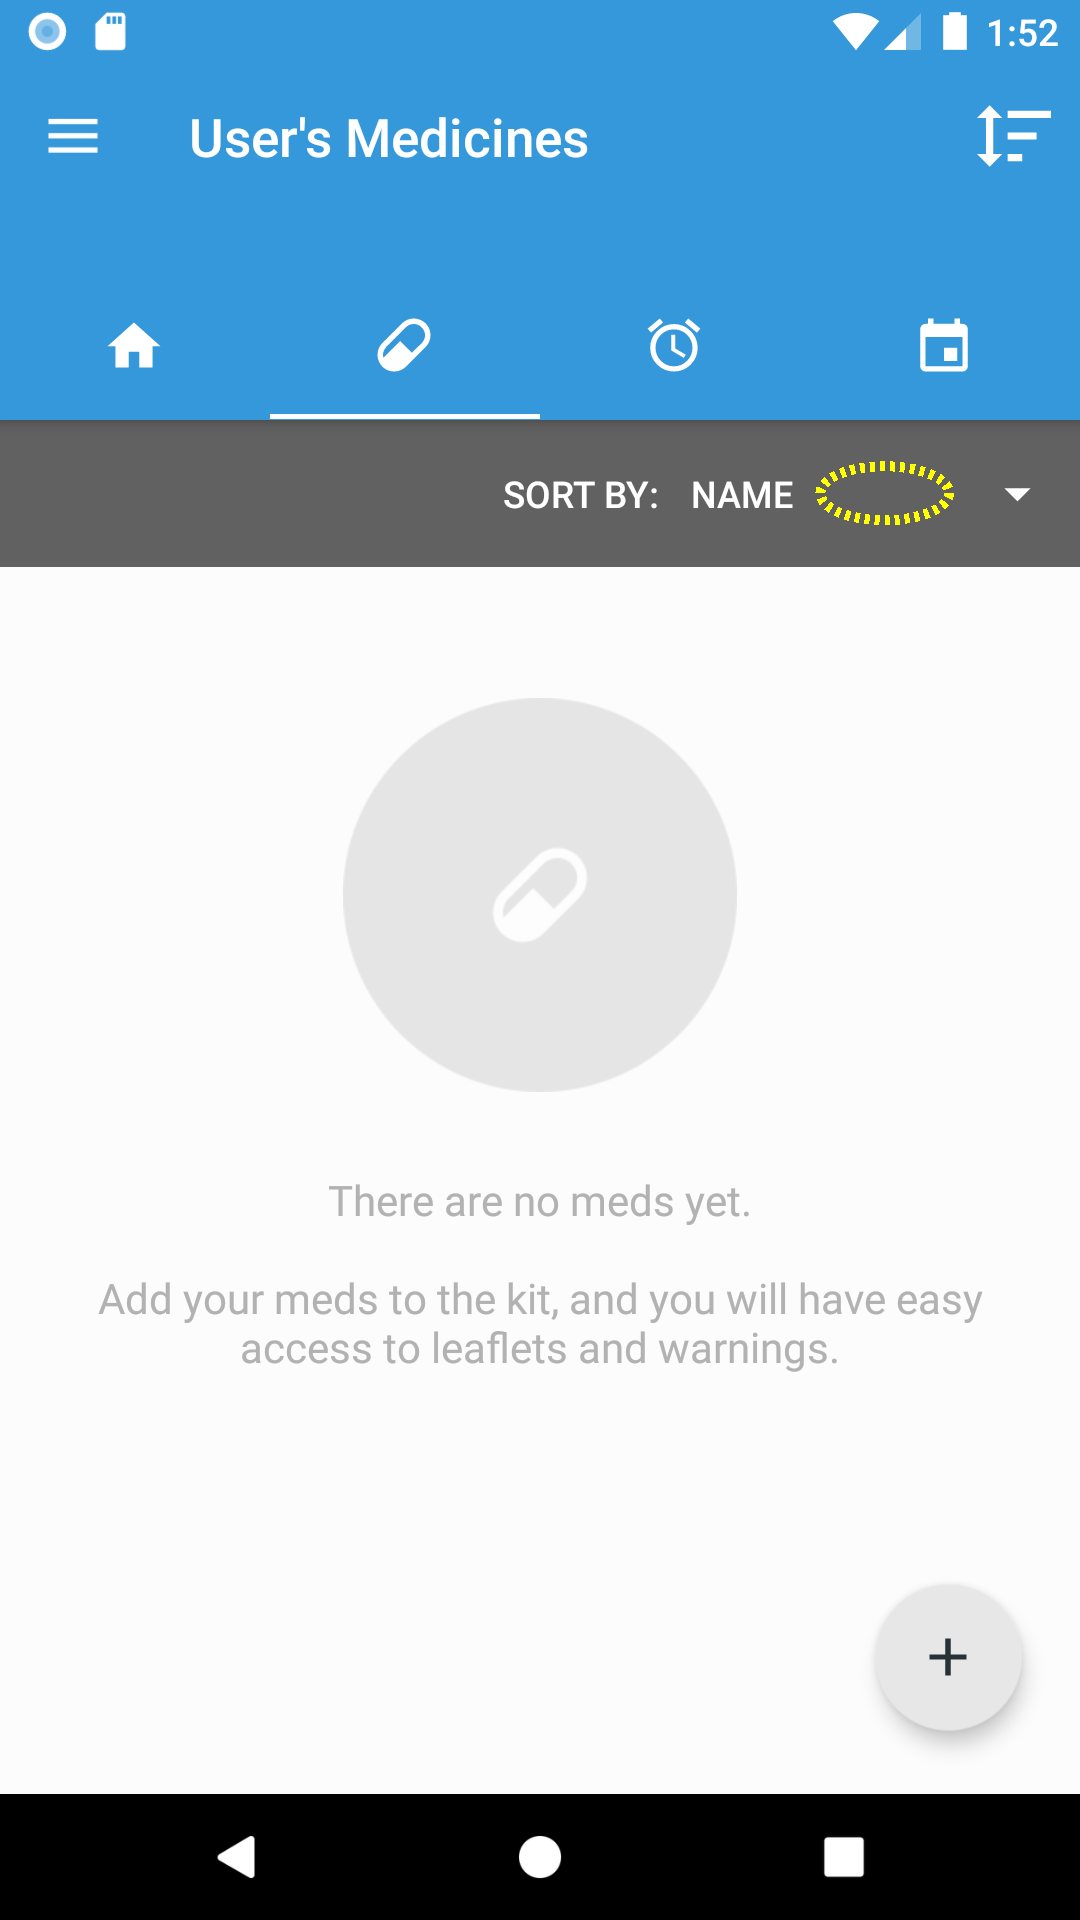 1:52
User's Medicines
SORT BY: NAME
There are no meds yet.
Add your meds to the kit, and you will have easy
access to leaflets and warnings.